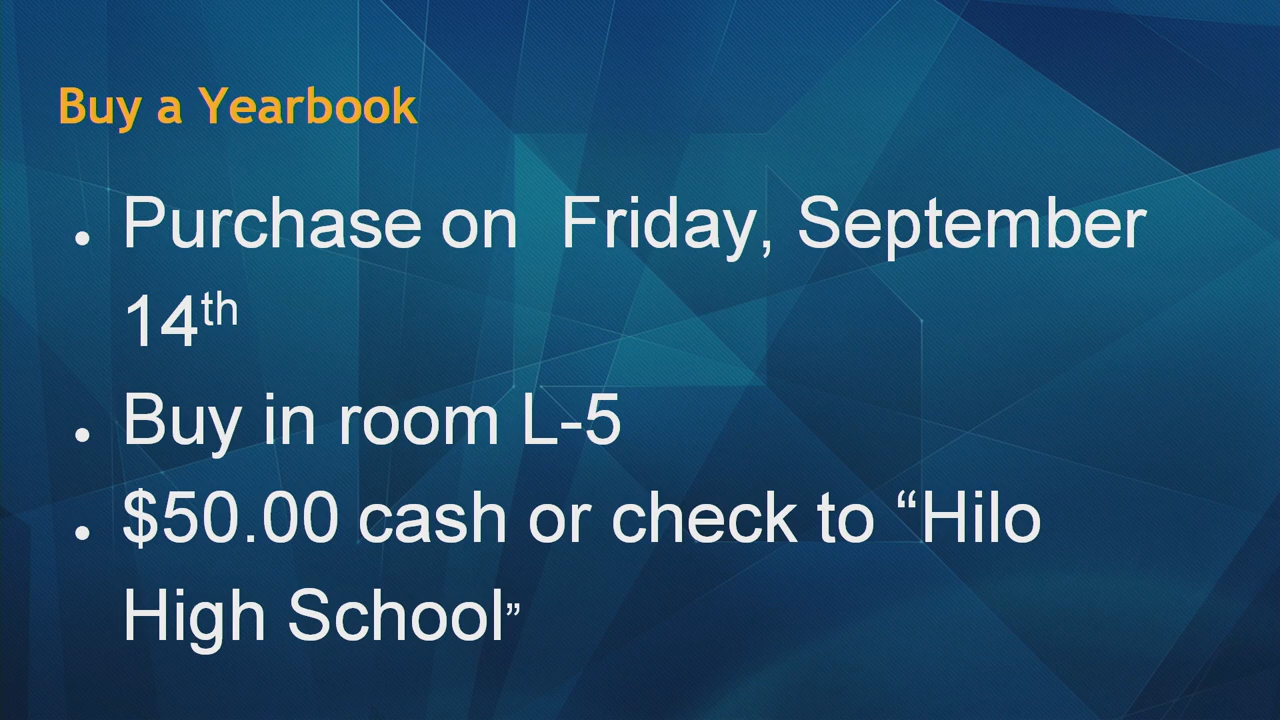 Buy a Yearbook
• Purchase on  Friday, September
14th
• Buy in room L-5
• $50.00 cash or check to “Hilo
High School”